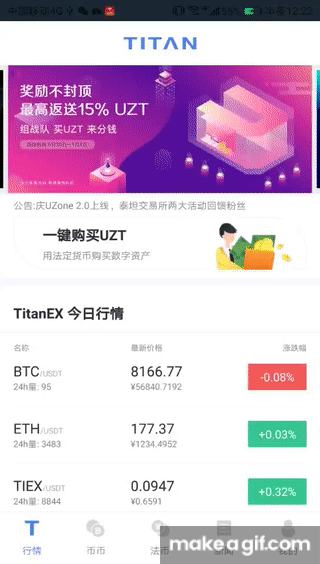 中国移动4G
55%
12:22
TITAN
奖励不封顶
最高返送15% UZT
组战队 买UZT 来分钱
公告:庆UZone 2.0上线，泰坦交易所两大活动回馈粉丝
一键购买UZT
用法定货币购买数字资产
TitanEX 今日行情
名称 最新价格 涨跌幅
BTC/USDT 8166.77 -0.08%
24h量: 95 ¥56840.7192
ETH/USDT 177.37 +0.03%
24h量: 3483 ¥1234.4952
TIEX/USDT 0.0947 +0.32%
24h量: 8844 ¥0.6591
行情 币币 法币 我的
makeagif.com